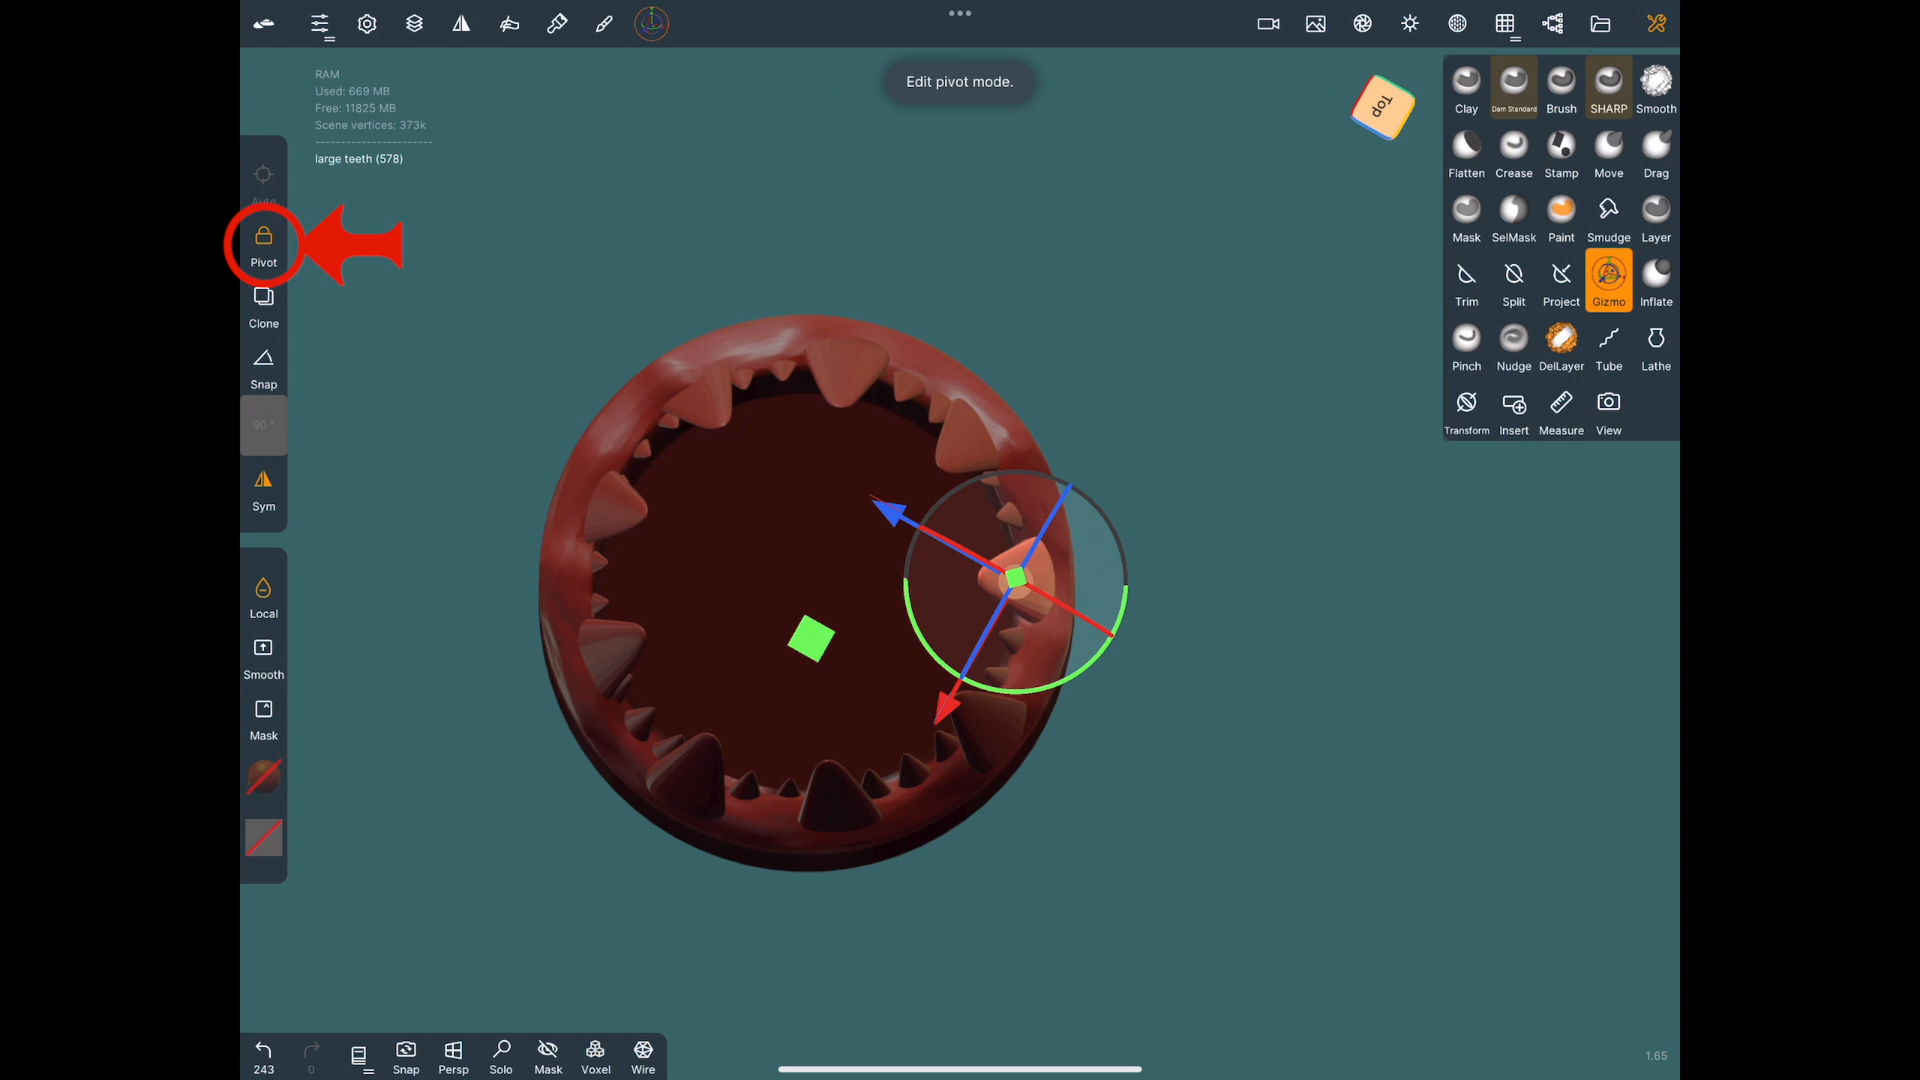 RAM
Used: 669 MB
Free: 11825 MB
Scene vertices: 373k
large teeth (578)
Edit pivot mode.
Top
Auto
Pivot
Clone
Snap
90 °
Sym
Local
Smooth
Mask
Clay
Dam Standard
Brush
SHARP
Smooth
Flatten
Crease
Stamp
Move
Drag
Mask
SelMask
Paint
Smudge
Layer
Trim
Split
Project
Gizmo
Inflate
Pinch
Nudge
DelLayer
Tube
Lathe
Transform
Insert
Measure
View
243
0
Snap
Persp
Solo
Mask
Voxel
Wire
1.65